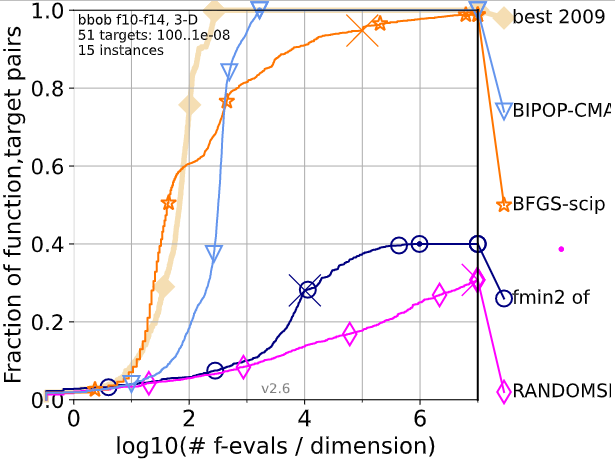 bbob f10-f14, 3-D
51 targets: 100..1e-08
15 instances
Fraction of function,target pairs
1.0
0.8
0.6
0.4
0.2
0.0
0
2
4
6
log10(# f-evals / dimension)
v2.6
best 2009
BIPOP-CMA
BFGS-scip
fmin2 of
RANDOMSE